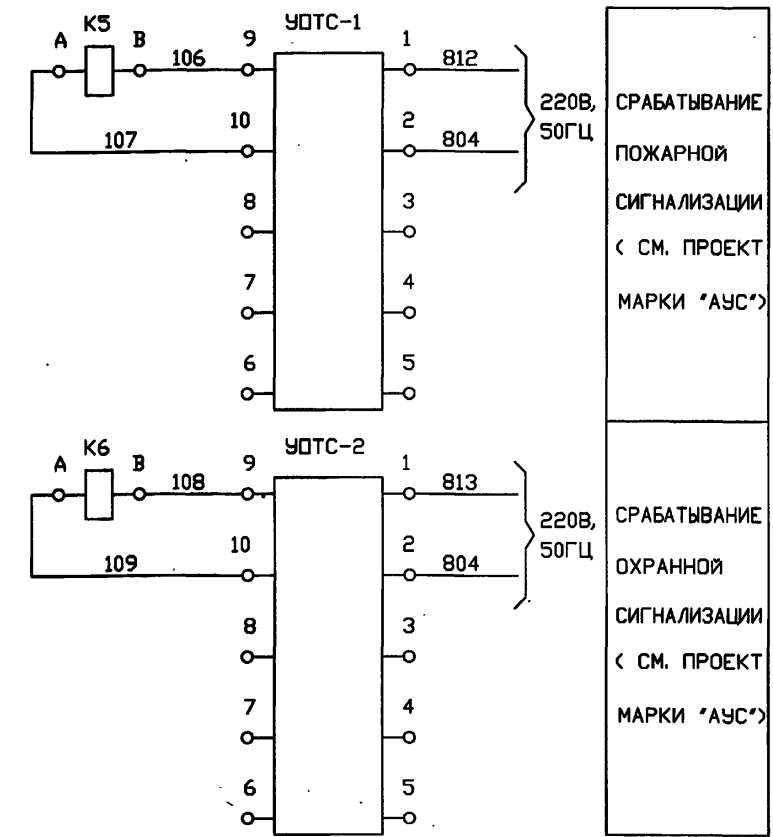 K5
УОТС-1
A
B
106
9
1
812
107
10
2
804
220В,
50ГЦ
8
3
7
4
6
5
СРАБАТЫВАНИЕ
ПОЖАРНОЙ
СИГНАЛИЗАЦИИ
( СМ. ПРОЕКТ
МАРКИ "АУС")
K6
УОТС-2
A
B
108
9
1
813
109
10
2
804
220В,
50ГЦ
8
3
7
4
6
5
СРАБАТЫВАНИЕ
ОХРАННОЙ
СИГНАЛИЗАЦИИ
( СМ. ПРОЕКТ
МАРКИ "АУС")